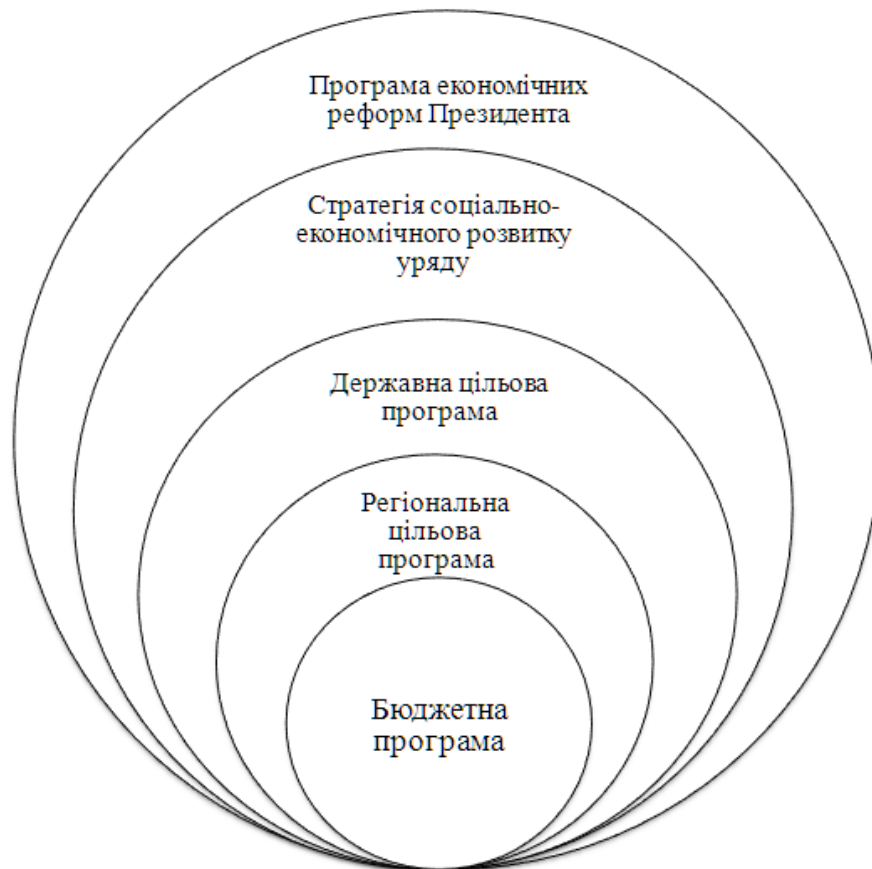 Програма економічних
реформ Президента
Стратегія соціально-
економічного розвитку
уряду
Державна цільова
програма
Регіональна
цільова
програма
Бюджетна
програма